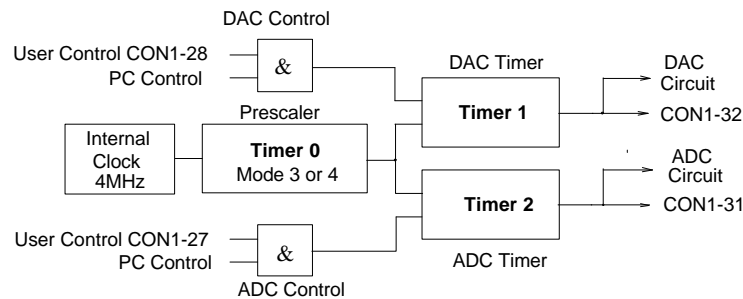 DAC Control
User Control CON1-28
PC Control
&
DAC Timer
DAC
Circuit
Timer 1
CON1-32
Prescaler
Internal
Clock
4MHz
Timer 0
Mode 3 or 4
ADC
Circuit
Timer 2
CON1-31
User Control CON1-27
PC Control
&
ADC Timer
ADC Control